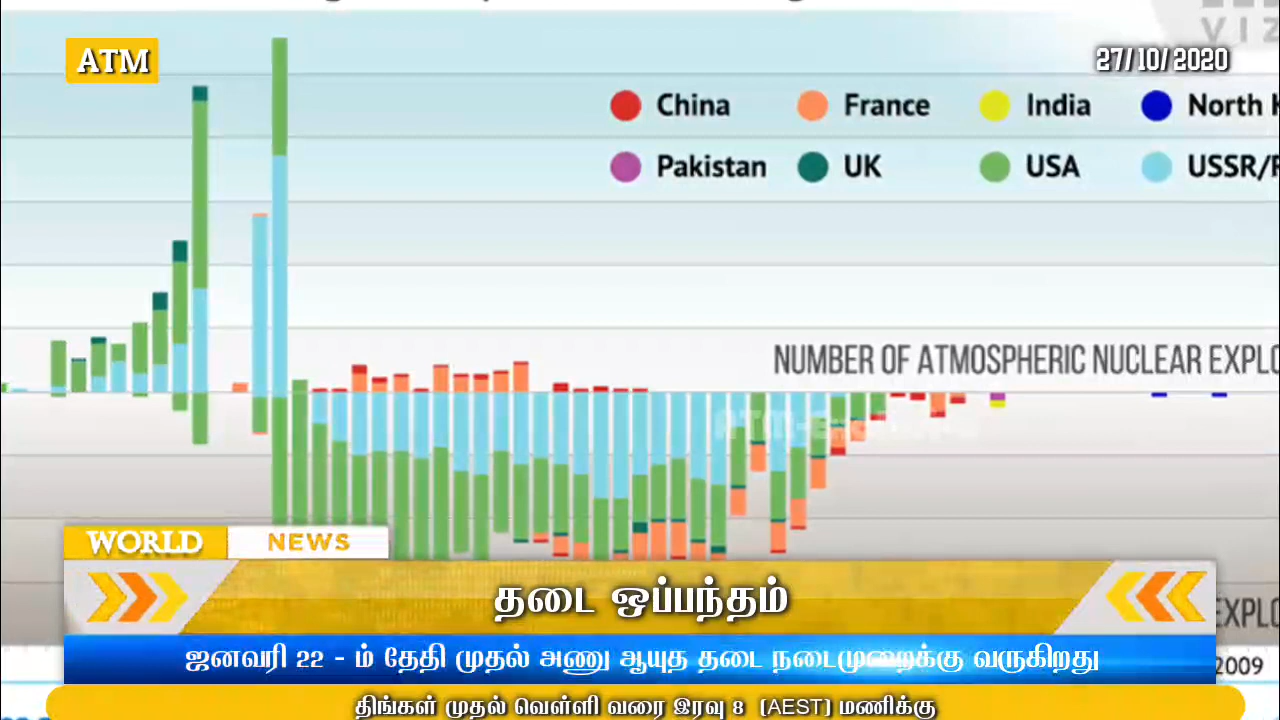 VIZ
ATM
27/10/2020
China
France
India
North
Pakistan
UK
USA
USSR/
NUMBER OF ATMOSPHERIC NUCLEAR EXPLO
WORLD NEWS
தடை ஒப்பந்தம்
EXPLO
ஜனவரி 22 - ம் தேதி முதல் அணு ஆயுத தடை நடைமுறைக்கு வருகிறது
2009
திங்கள் முதல் வெள்ளி வரை இரவு 8 (AEST) மணிக்கு